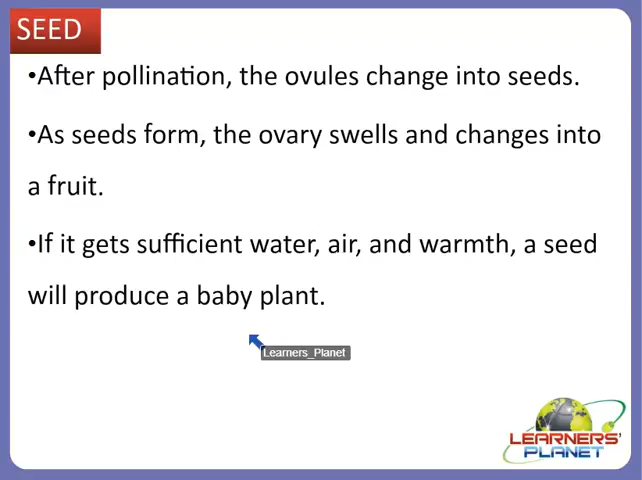 SEED
•After pollination, the ovules change into seeds.
•As seeds form, the ovary swells and changes into
a fruit.
•If it gets sufficient water, air, and warmth, a seed
will produce a baby plant.
Learners_Planet
LEARNERS'
PLANET